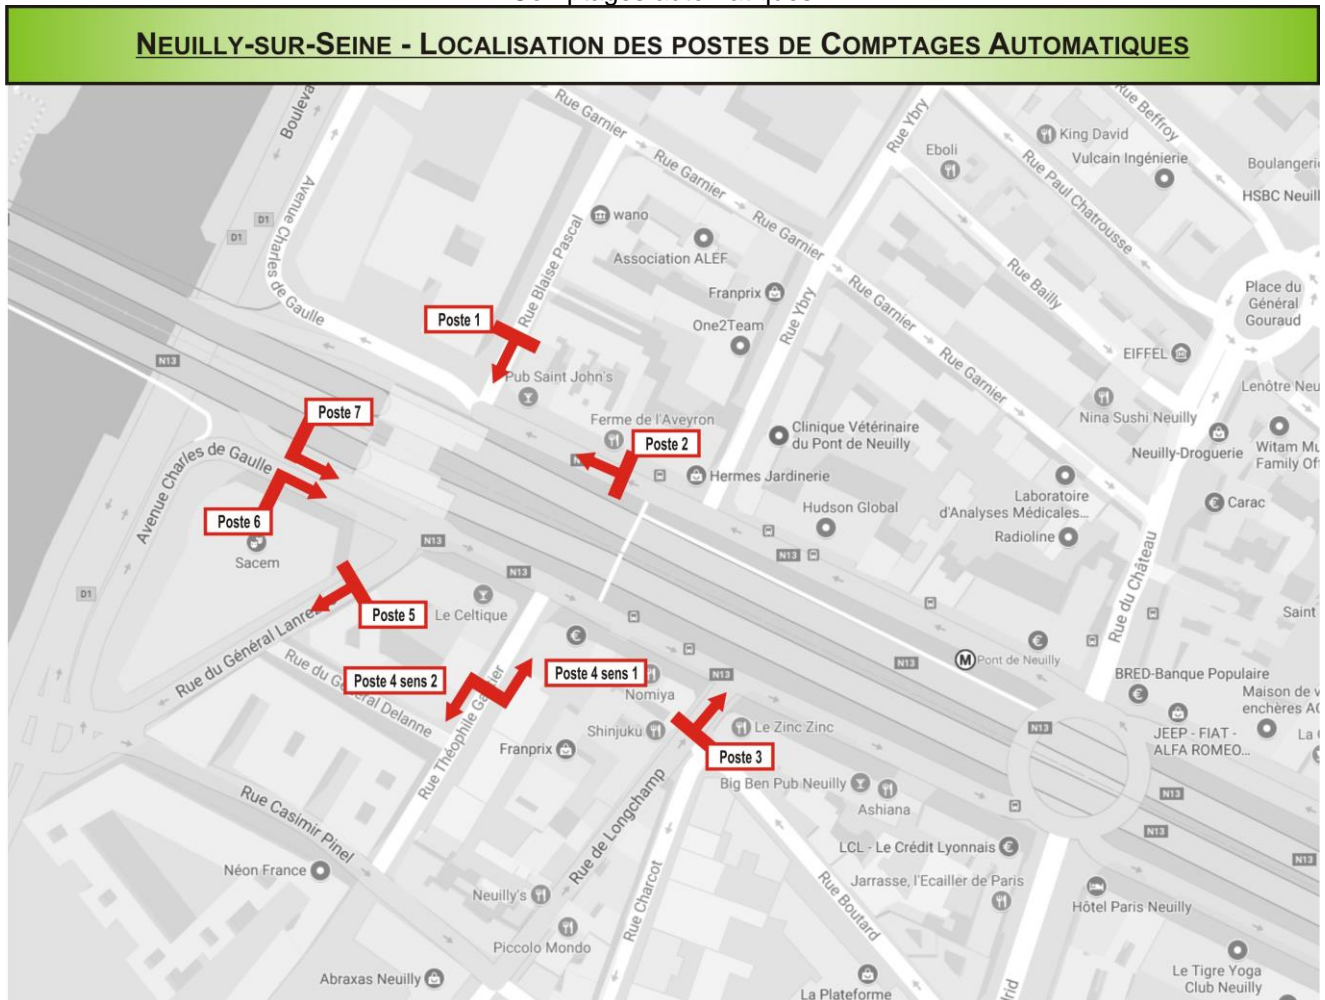 Comptages automatiques
NEUILLY-SUR-SEINE - LOCALISATION DES POSTES DE COMPTAGES AUTOMATIQUES
Rue Garnier
Rue Ybry
Rue Beffroy
King David
Eboli
Vulcain Ingénierie
Rue Garnier
Rue Paul Chatrousse
HSBC
Avenue Charles de Gaulle
D1
D1
wano
Rue Garnier
Association ALEF
Rue Blaise Pascal
Rue Bailly
Franprix
Rue Ybry
Rue Garnier
Place du
Général
Gouraud
Poste 1
One2Team
EIFFEL
N13
Pub Saint John's
Rue Garnier
Lenôtre
Poste 7
Ferme de l'Aveyron
Nina Sushi Neuilly
Clinique Vétérinaire
du Pont de Neuilly
Poste 2
Neuilly-Droguerie
Witam
Family
Avenue Charles de Gaulle
Hermes Jardinerie
Laboratoire
d'Analyses Médicales...
Carac
Poste 6
Hudson Global
Radioline
Sacem
N13
N13
N13
D1
Poste 5
Le Celtique
Rue du Château
Saint
Rue du Général
Rue du Général Delanne
Poste 4 sens 2
Poste 4 sens 1
Pont de Neuilly
N13
BRED-Banque Populaire
Rue Théophile Gautier
Nomiya
N13
Maison de
enchères
Shinjuku
Le Zinc Zinc
N13
JEEP - FIAT -
ALFA ROMEO...
La
Franprix
Poste 3
Big Ben Pub Neuilly
N13
Rue Casimir Pinel
Rue de Longchamp
Ashiana
N13
LCL - Le Crédit Lyonnais
N13
Néon France
Jarrasse, l'Ecailler de Paris
Neuilly's
Rue Charcot
Rue Boutard
Hôtel Paris Neuilly
Piccolo Mondo
Abraxas Neuilly
La Plateforme
Le Tigre Yoga
Club Neuilly